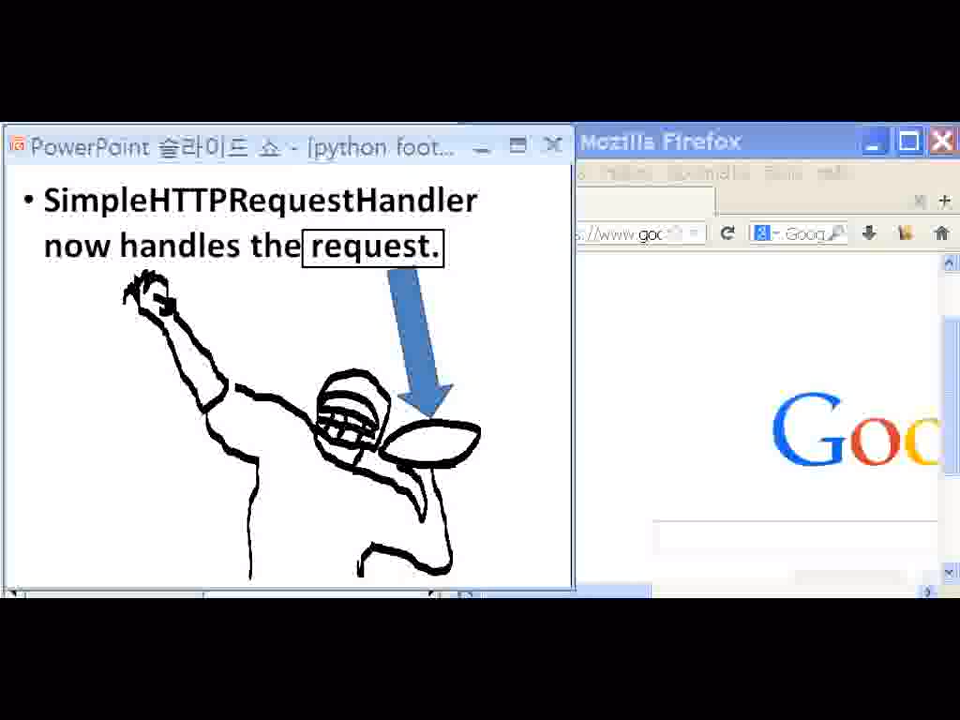 PowerPoint 슬라이드 쇼 - [python foot...
Mozilla Firefox
• SimpleHTTPRequestHandler
now handles the request.
s://www.goo
Goog
Goo